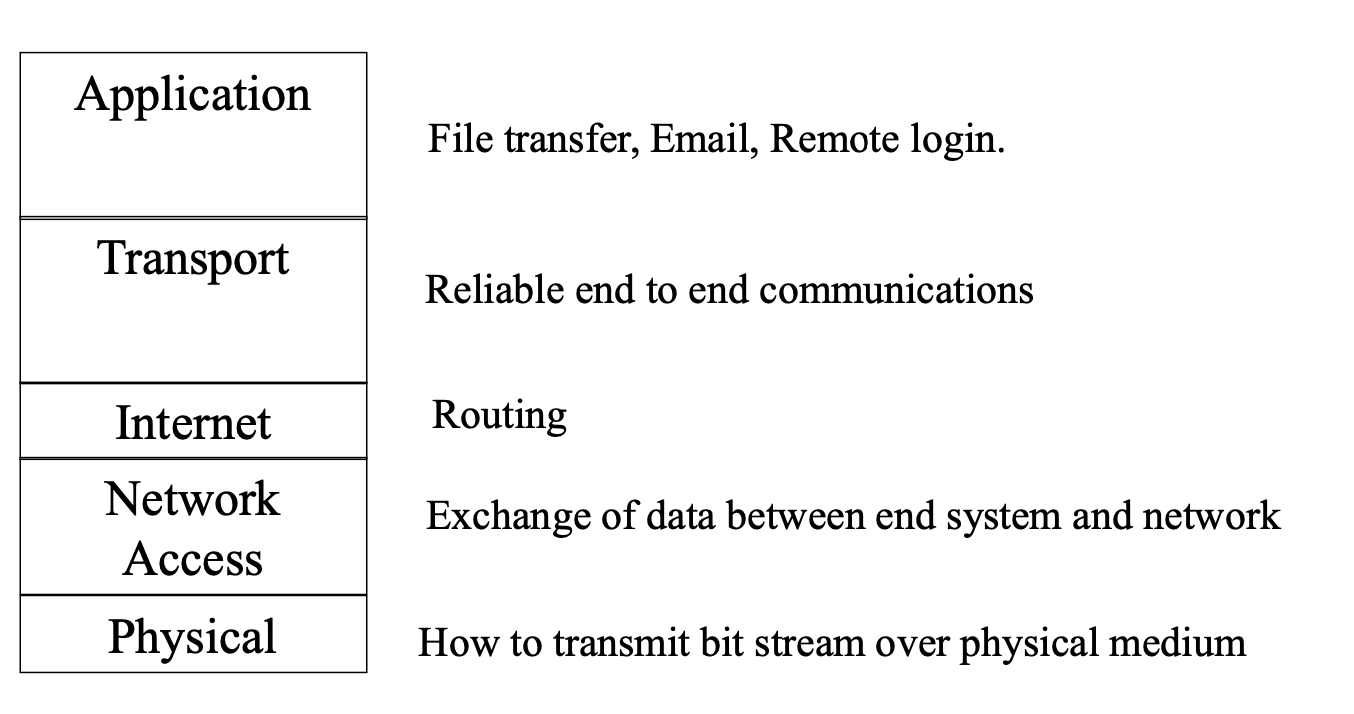 Application
File transfer, Email, Remote login.
Transport
Reliable end to end communications
Internet
Routing
Network
Access
Exchange of data between end system and network
Physical
How to transmit bit stream over physical medium